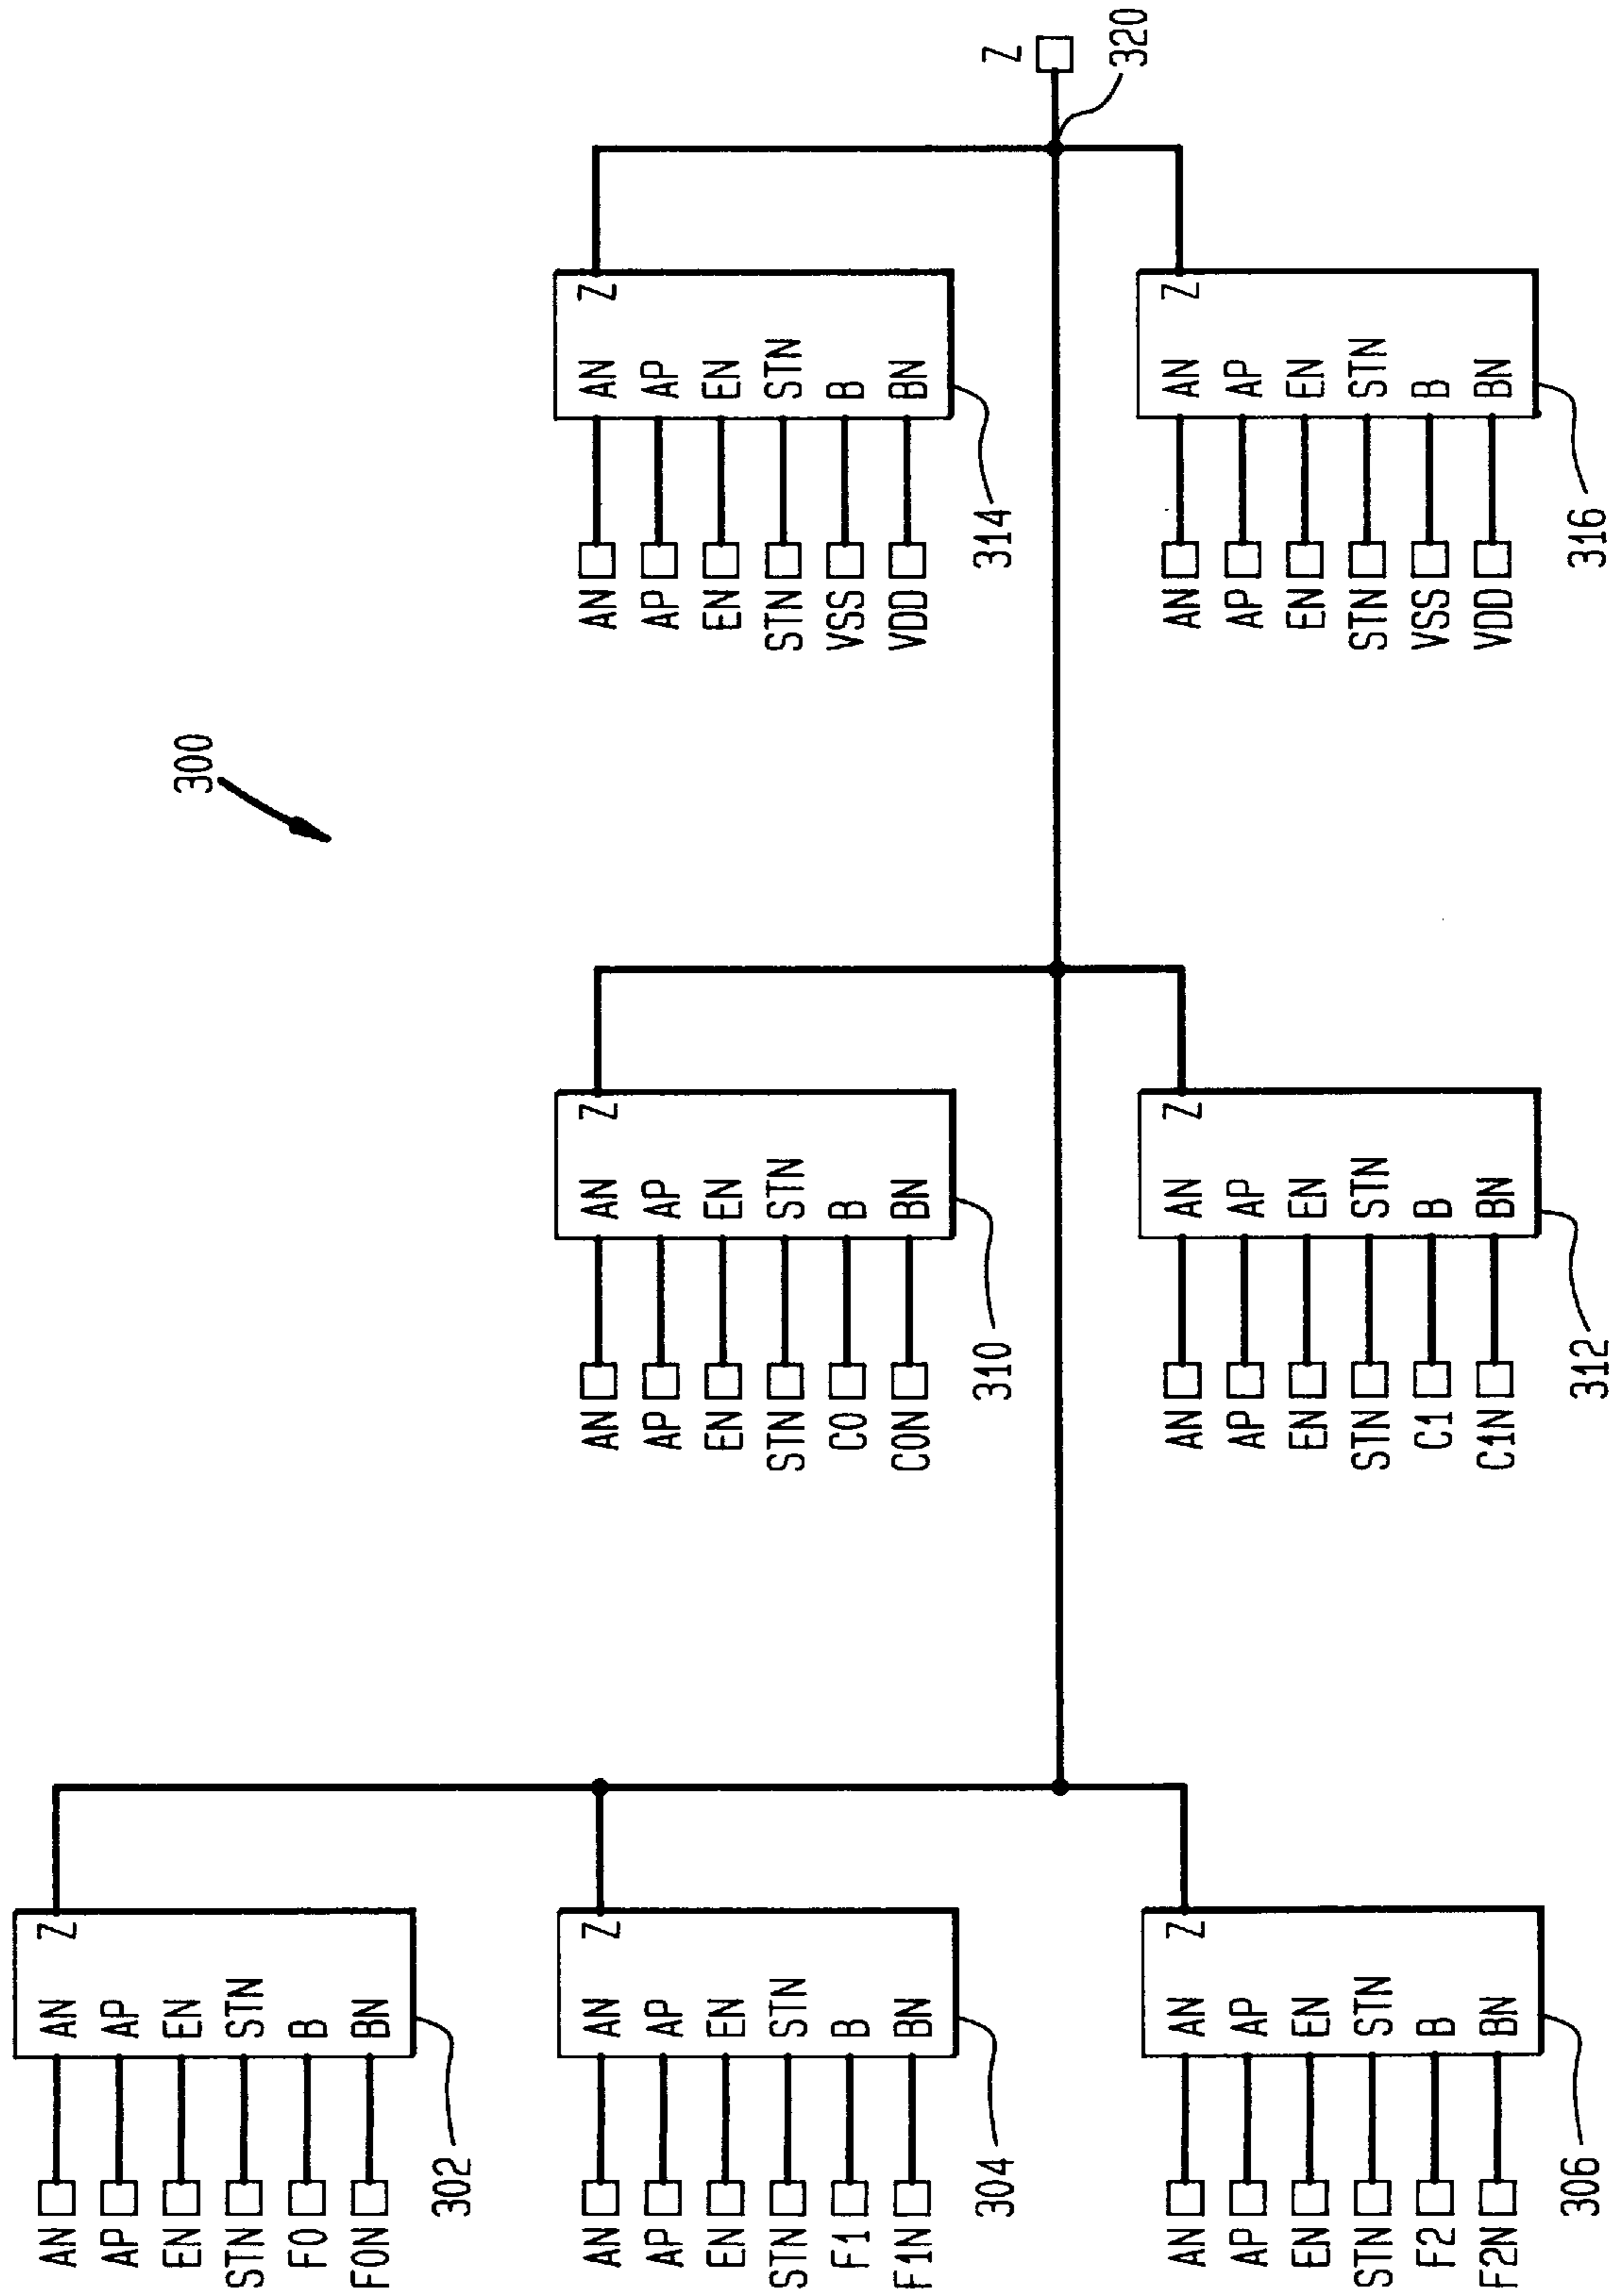 300
AN AN Z
AP AP
EN EN
STN STN
F0 B
F0N BN
302
AN AN Z
AP AP
EN EN
STN STN
F1 B
F1N BN
304
AN AN Z
AP AP
EN EN
STN STN
F2 B
F2N BN
306
AN AN Z
AP AP
EN EN
STN STN
C0 B
C0N BN
310
AN AN Z
AP AP
EN EN
STN STN
C1 B
C1N BN
312
AN AN Z
AP AP
EN EN
STN STN
VSS B
VDD BN
314
AN AN Z
AP AP
EN EN
STN STN
VSS B
VDD BN
316
Z
320